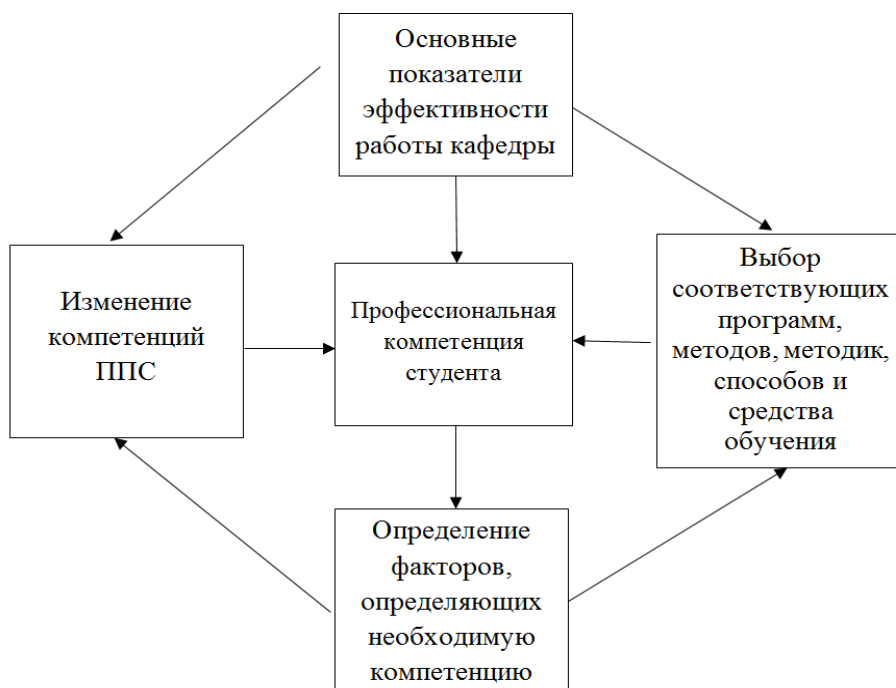 Основные
показатели
эффективности
работы кафедры
Изменение
компетенций
ППС
Профессиональная
компетенция
студента
Выбор
соответствующих
программ,
методов, методик,
способов и
средства
обучения
Определение
факторов,
определяющих
необходимую
компетенцию